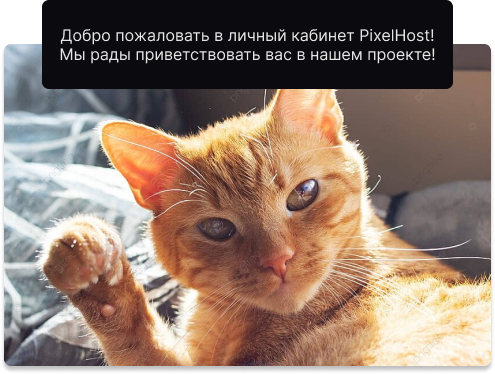 Добро пожаловать в личный кабинет PixelHost!
Мы рады приветствовать вас в нашем проекте!